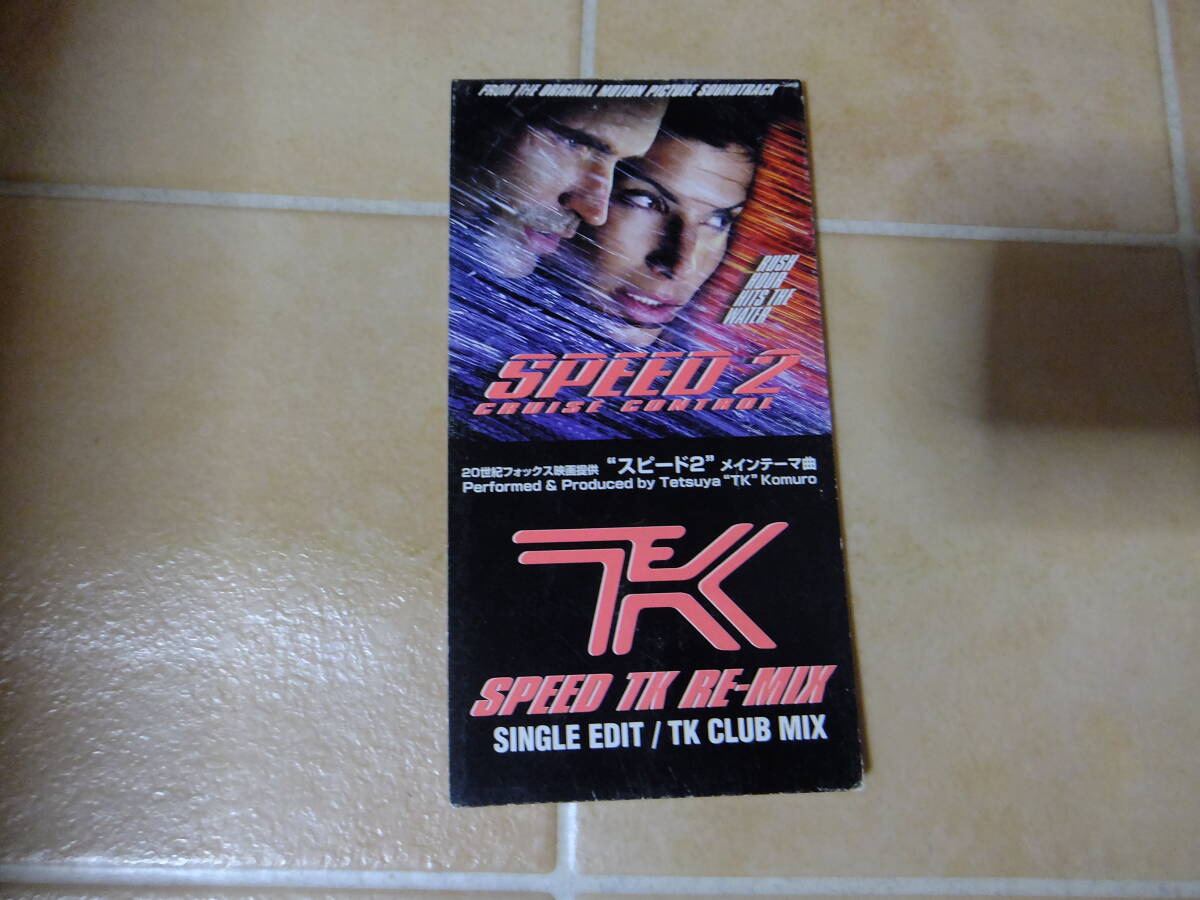 FROM THE ORIGINAL MOTION PICTURE SOUNDTRACK
RUSH
HOUR
HITS THE
WATER
SPEED 2
CRUISE CONTROL
20世紀フォックス映画提供 “スピード2” メインテーマ曲
Performed & Produced by Tetsuya “TK” Komuro
TK
SPEED TK RE-MIX
SINGLE EDIT / TK CLUB MIX